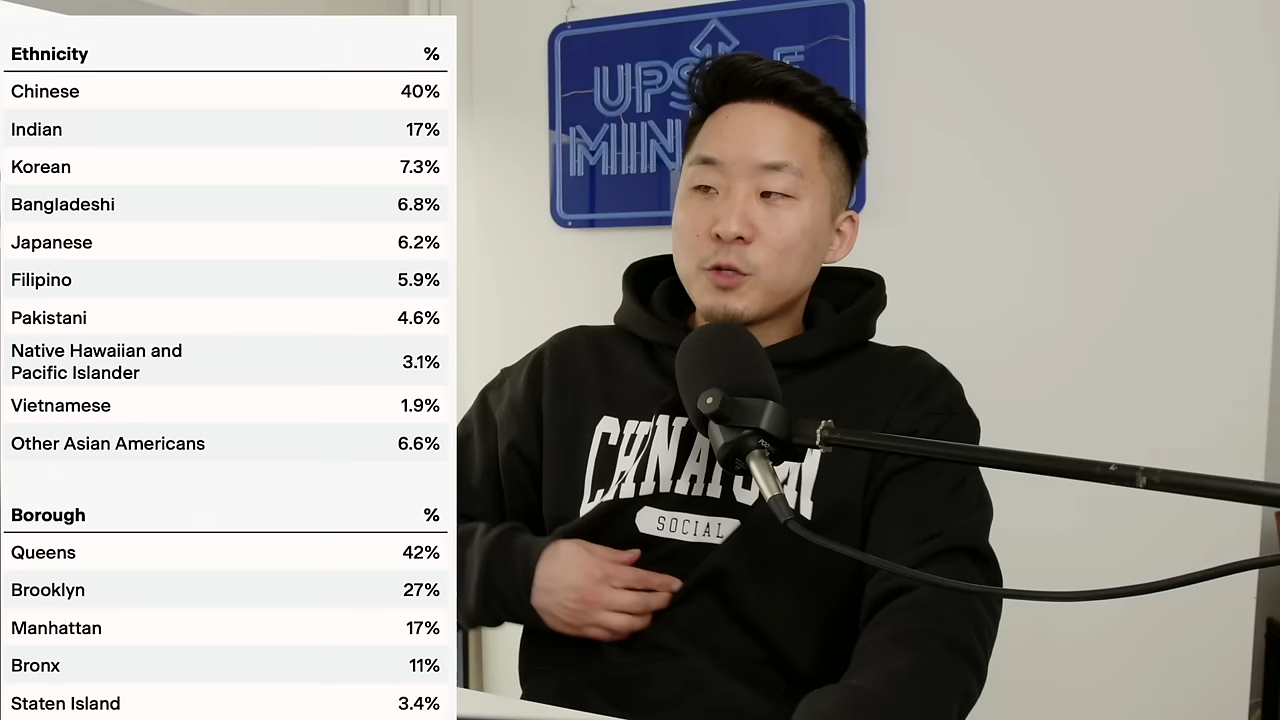 Ethnicity %
Chinese 40%
Indian 17%
Korean 7.3%
Bangladeshi 6.8%
Japanese 6.2%
Filipino 5.9%
Pakistani 4.6%
Native Hawaiian and
Pacific Islander 3.1%
Vietnamese 1.9%
Other Asian Americans 6.6%
Borough %
Queens 42%
Brooklyn 27%
Manhattan 17%
Bronx 11%
Staten Island 3.4%
SOCIAL